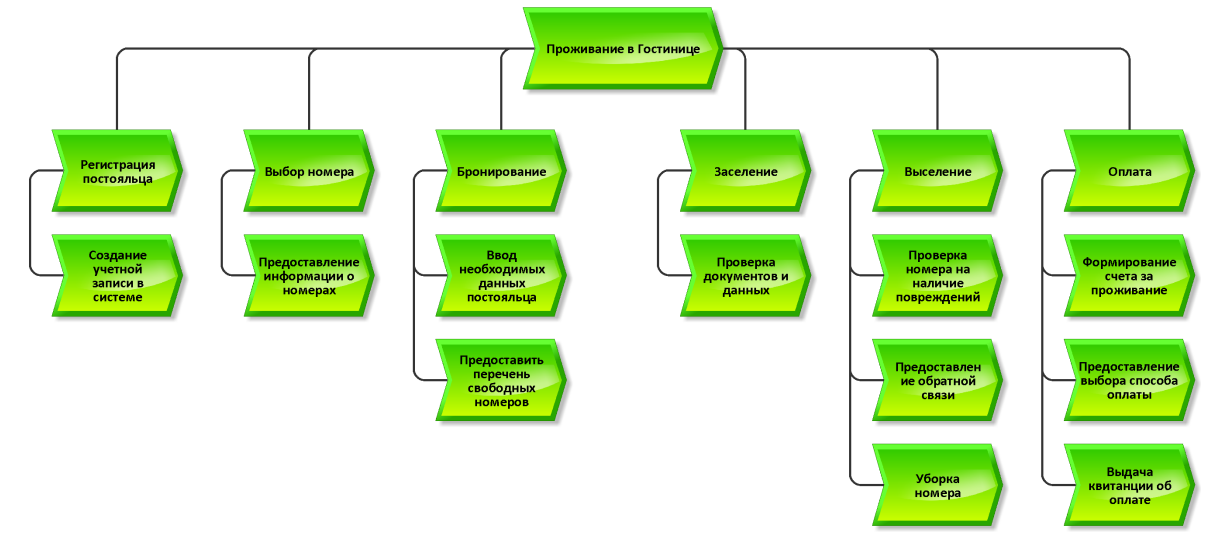 Проживание в Гостинице
Регистрация
постояльца
Выбор номера
Бронирование
Заселение
Выселение
Оплата
Создание
учетной
записи в
системе
Предоставление
информации о
номерах
Ввод
необходимых
данных
постояльца
Проверка
документов и
данных
Проверка
номера на
наличие
повреждений
Формирование
счета за
проживание
Предоставить
перечень
свободных
номеров
Предоставлен
ие обратной
связи
Предоставление
выбора способа
оплаты
Уборка
номера
Выдача
квитанции об
оплате